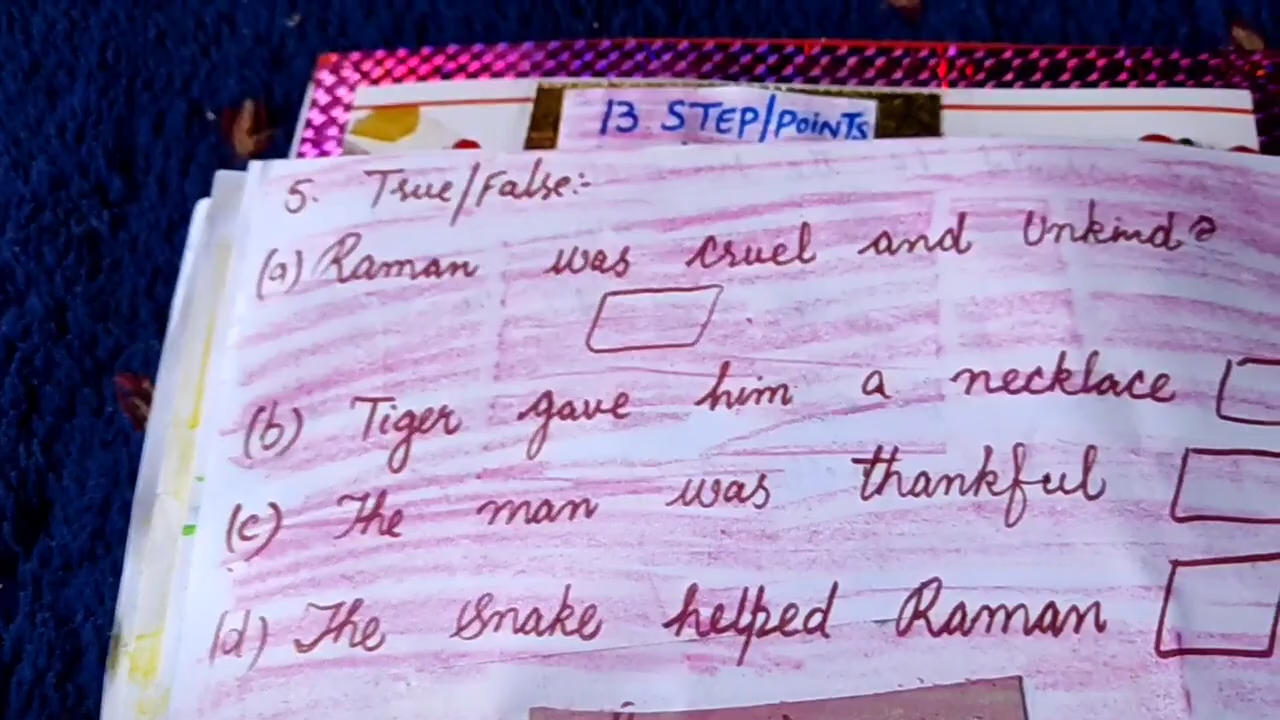 13 STEP/POINTS
5. True/False:-
(a) Raman was cruel and Unkind?
(b) Tiger gave him a necklace
(c) The man was thankful
(d) The Snake helped Raman